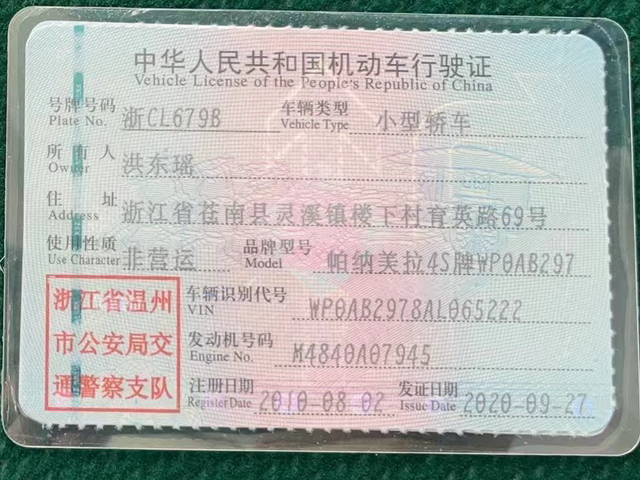 中华人民共和国机动车行驶证
Vehicle License of the People's Republic of China
号牌号码 浙CL679B 车辆类型 小型轿车
Plate No. Vehicle Type
所有人 洪东瑶
Owner
住址 浙江省苍南县灵溪镇楼下村育英路69号
Address
使用性质 非营运 品牌型号 帕纳美拉4S牌WP0AB297
Use Character Model
浙江省温州
市公安局交
通警察支队
车辆识别代号 WP0AB2978AL065222
VIN
发动机号码 M4840A07945
Engine No.
注册日期 2010-08-02 发证日期 2020-09-27
Register Date Issue Date